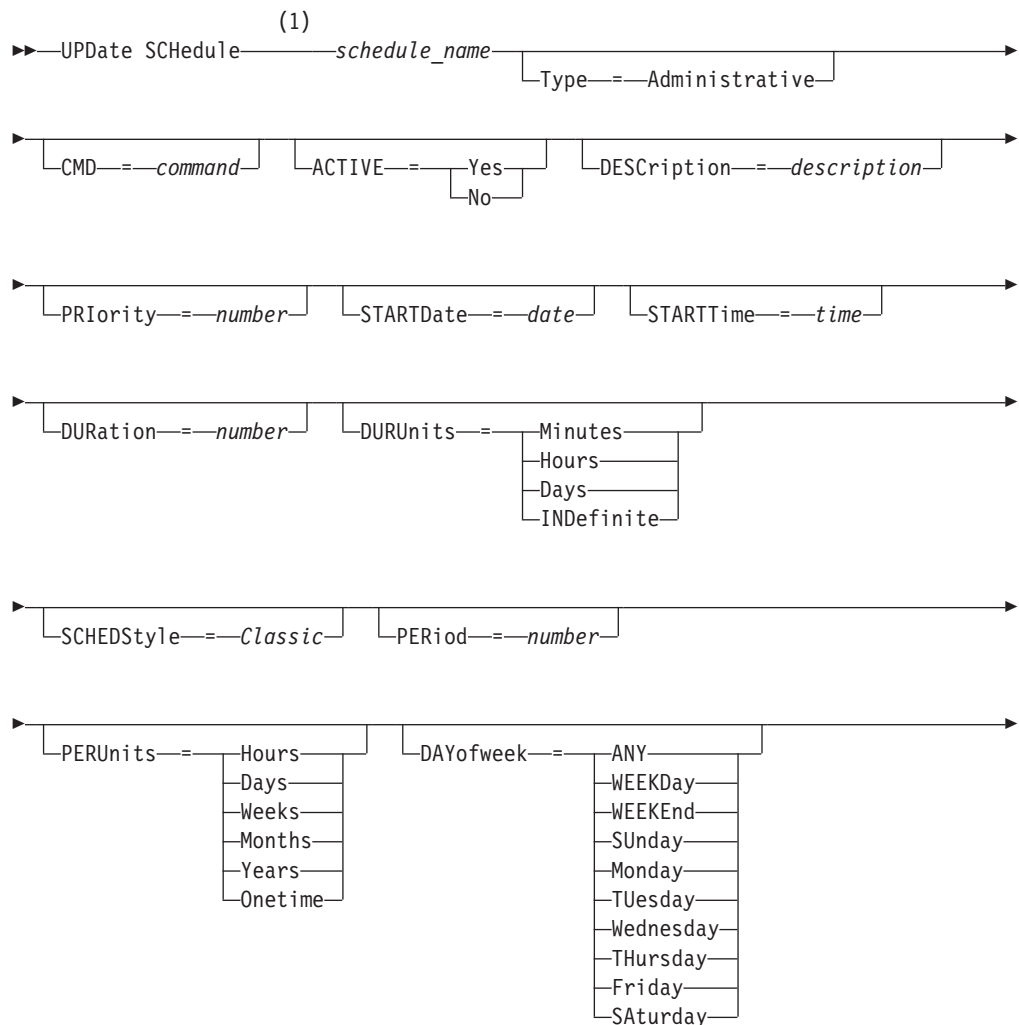 (1)
UPDate SCHedule schedule_name
Type = Administrative
CMD = command ACTIVE = Yes DESCription = description
No
PRIority = number STARTDate = date STARTTime = time
DURation = number DURUnits = Minutes
Hours
Days
INDefinite
SCHEDStyle = Classic PERiod = number
PERUnits = Hours DAYofweek = ANY
Days WEEKDay
Weeks WEEKEnd
Months SUnday
Years Monday
Onetime TUesday
Wednesday
THursday
Friday
SAturday